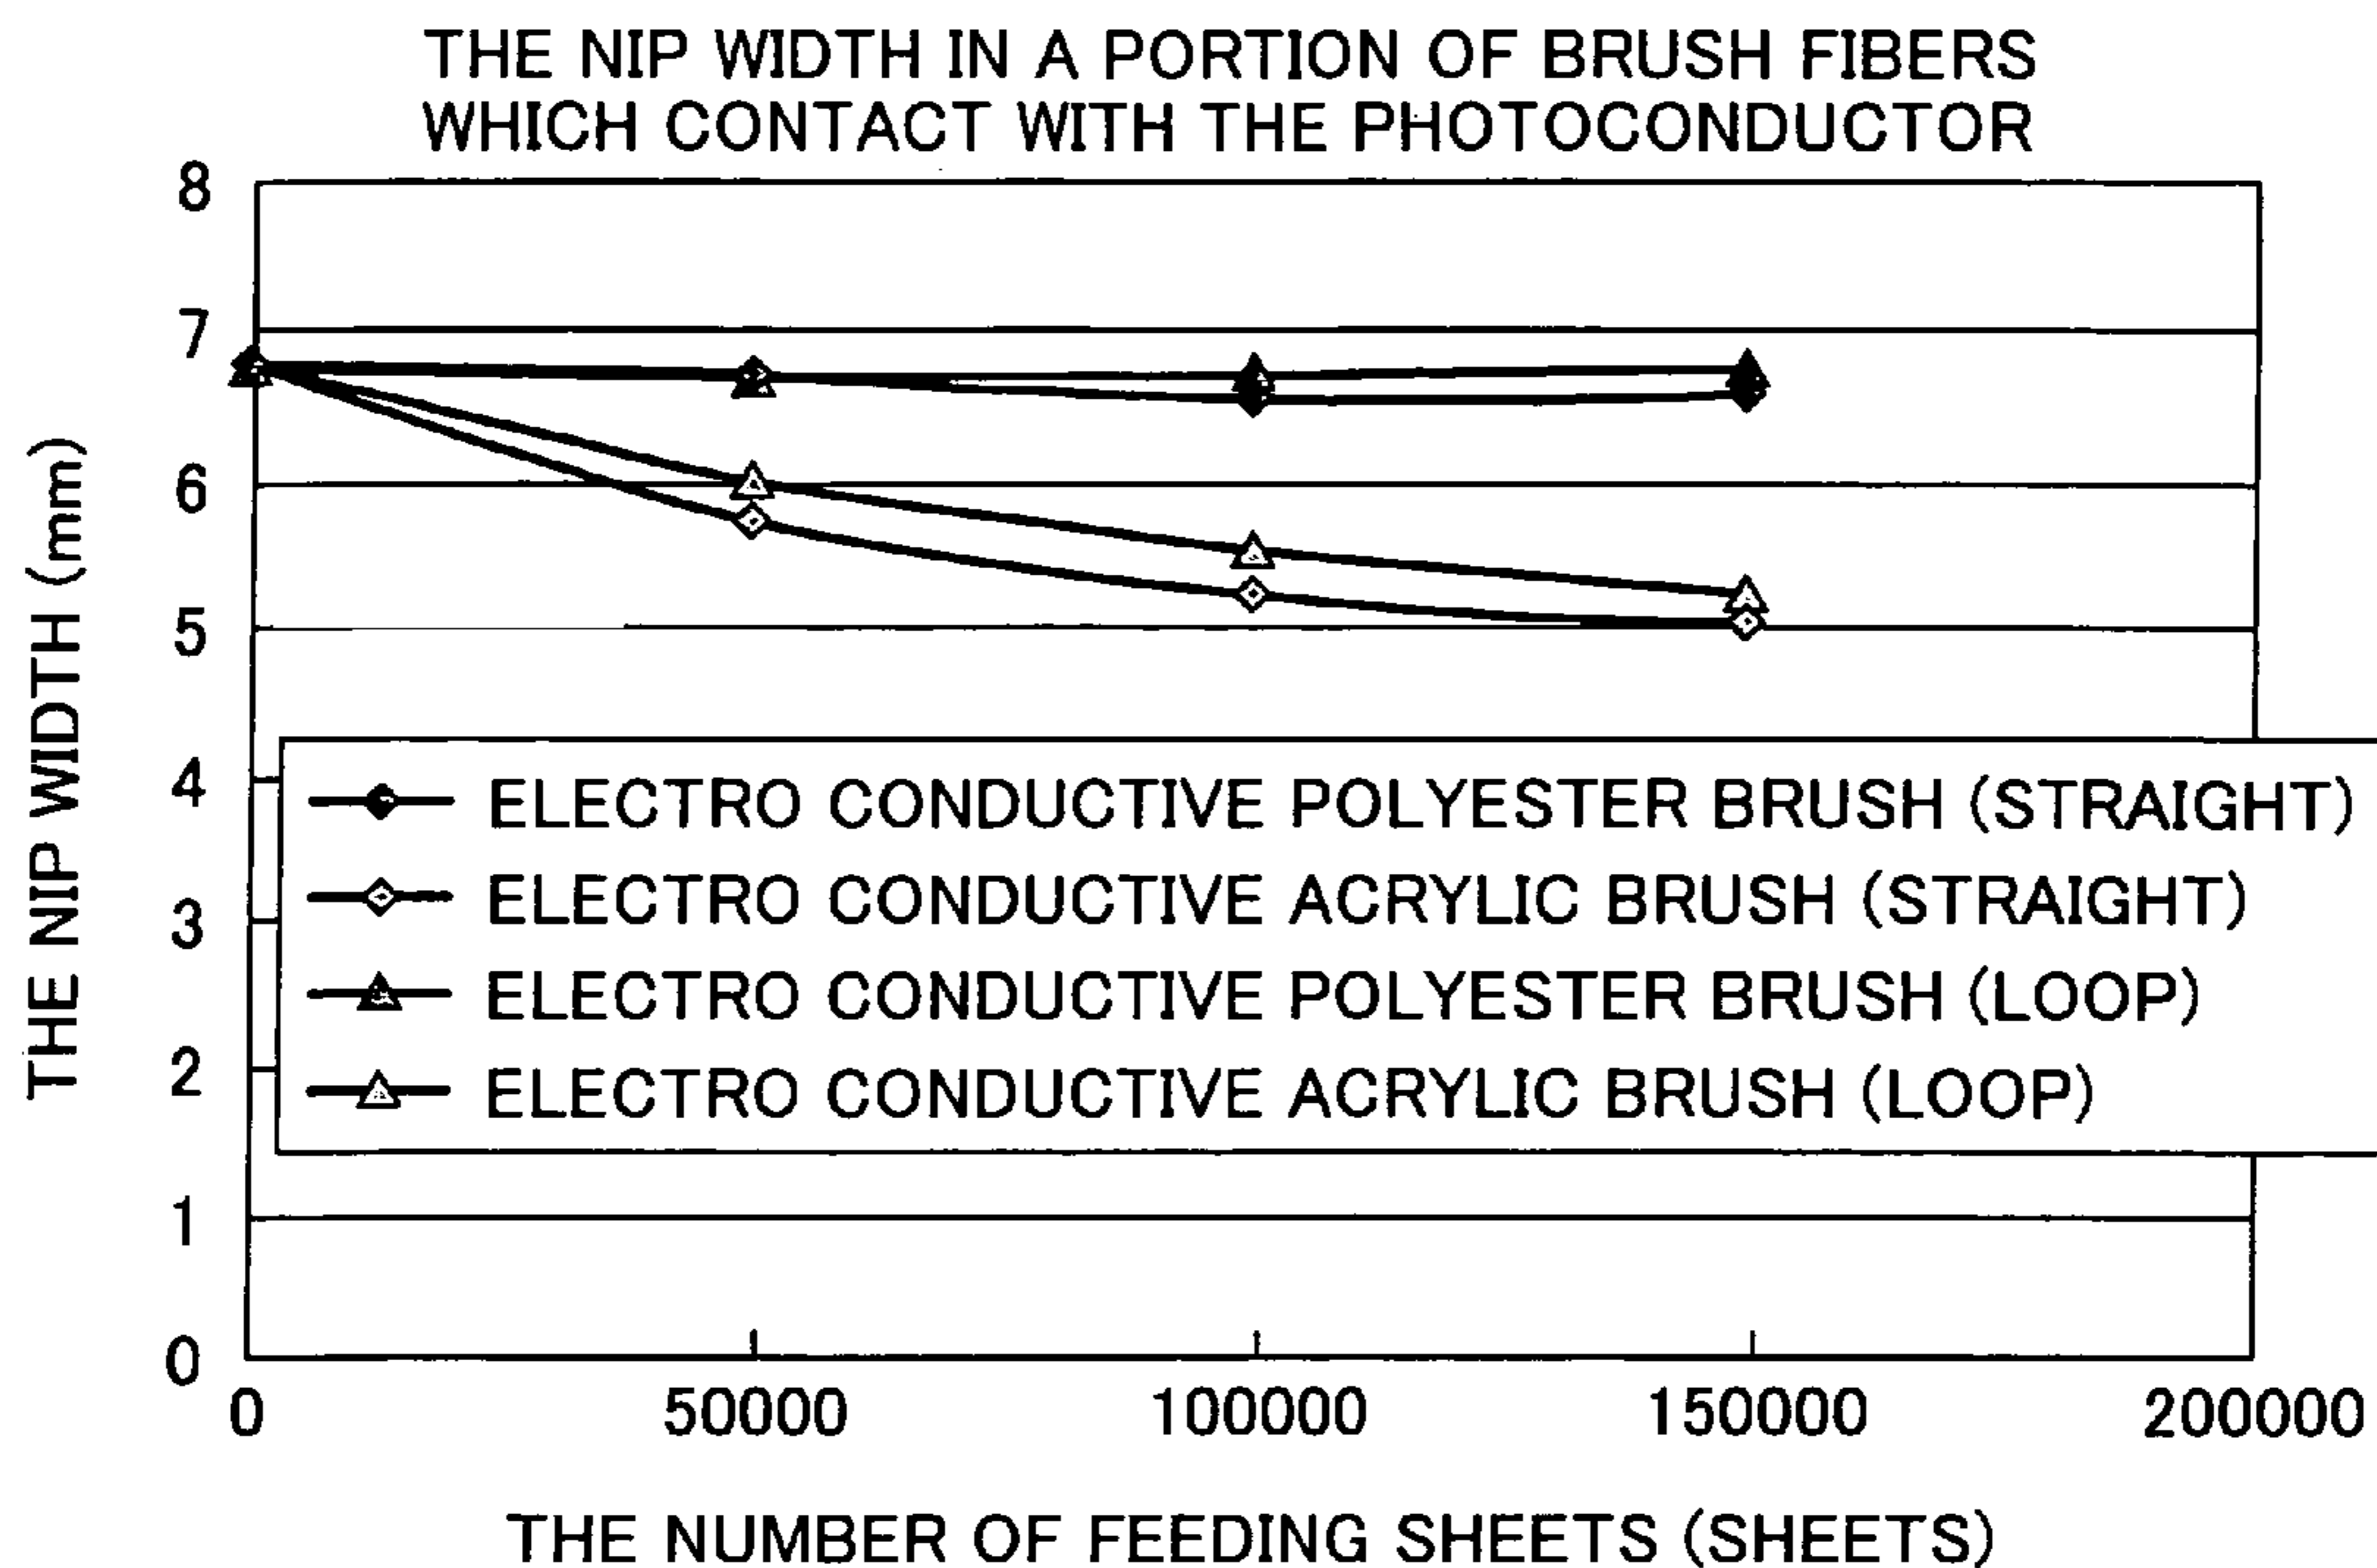 THE NIP WIDTH IN A PORTION OF BRUSH FIBERS
WHICH CONTACT WITH THE PHOTOCONDUCTOR
8
7
6
5
4
3
2
1
0
THE NIP WIDTH (mm)
ELECTRO CONDUCTIVE POLYESTER BRUSH (STRAIGHT)
ELECTRO CONDUCTIVE ACRYLIC BRUSH (STRAIGHT)
ELECTRO CONDUCTIVE POLYESTER BRUSH (LOOP)
ELECTRO CONDUCTIVE ACRYLIC BRUSH (LOOP)
0 50000 100000 150000 200000
THE NUMBER OF FEEDING SHEETS (SHEETS)